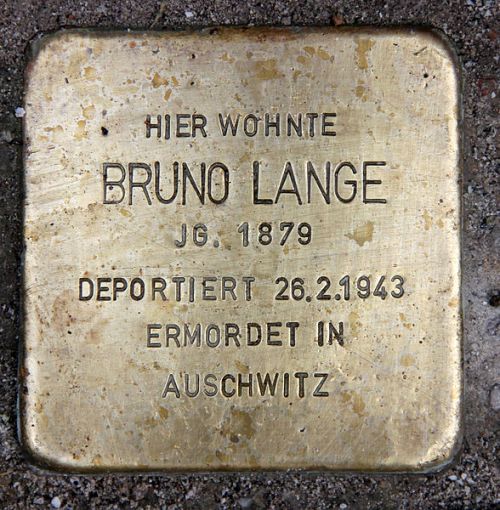 HIER WOHNTE
BRUNO LANGE
JG. 1879
DEPORTIERT 26.2.1943
ERMORDET IN
AUSCHWITZ